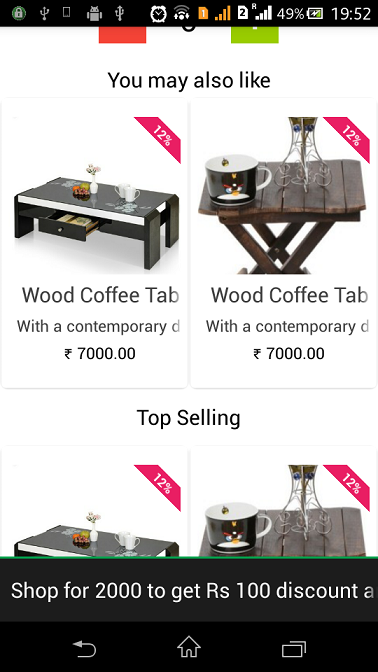 1 2 R 49% 19:52
You may also like
12% 12%
Wood Coffee Tab Wood Coffee Tab
With a contemporary d With a contemporary d
₹ 7000.00 ₹ 7000.00
Top Selling
12% 12%
Shop for 2000 to get Rs 100 discount a